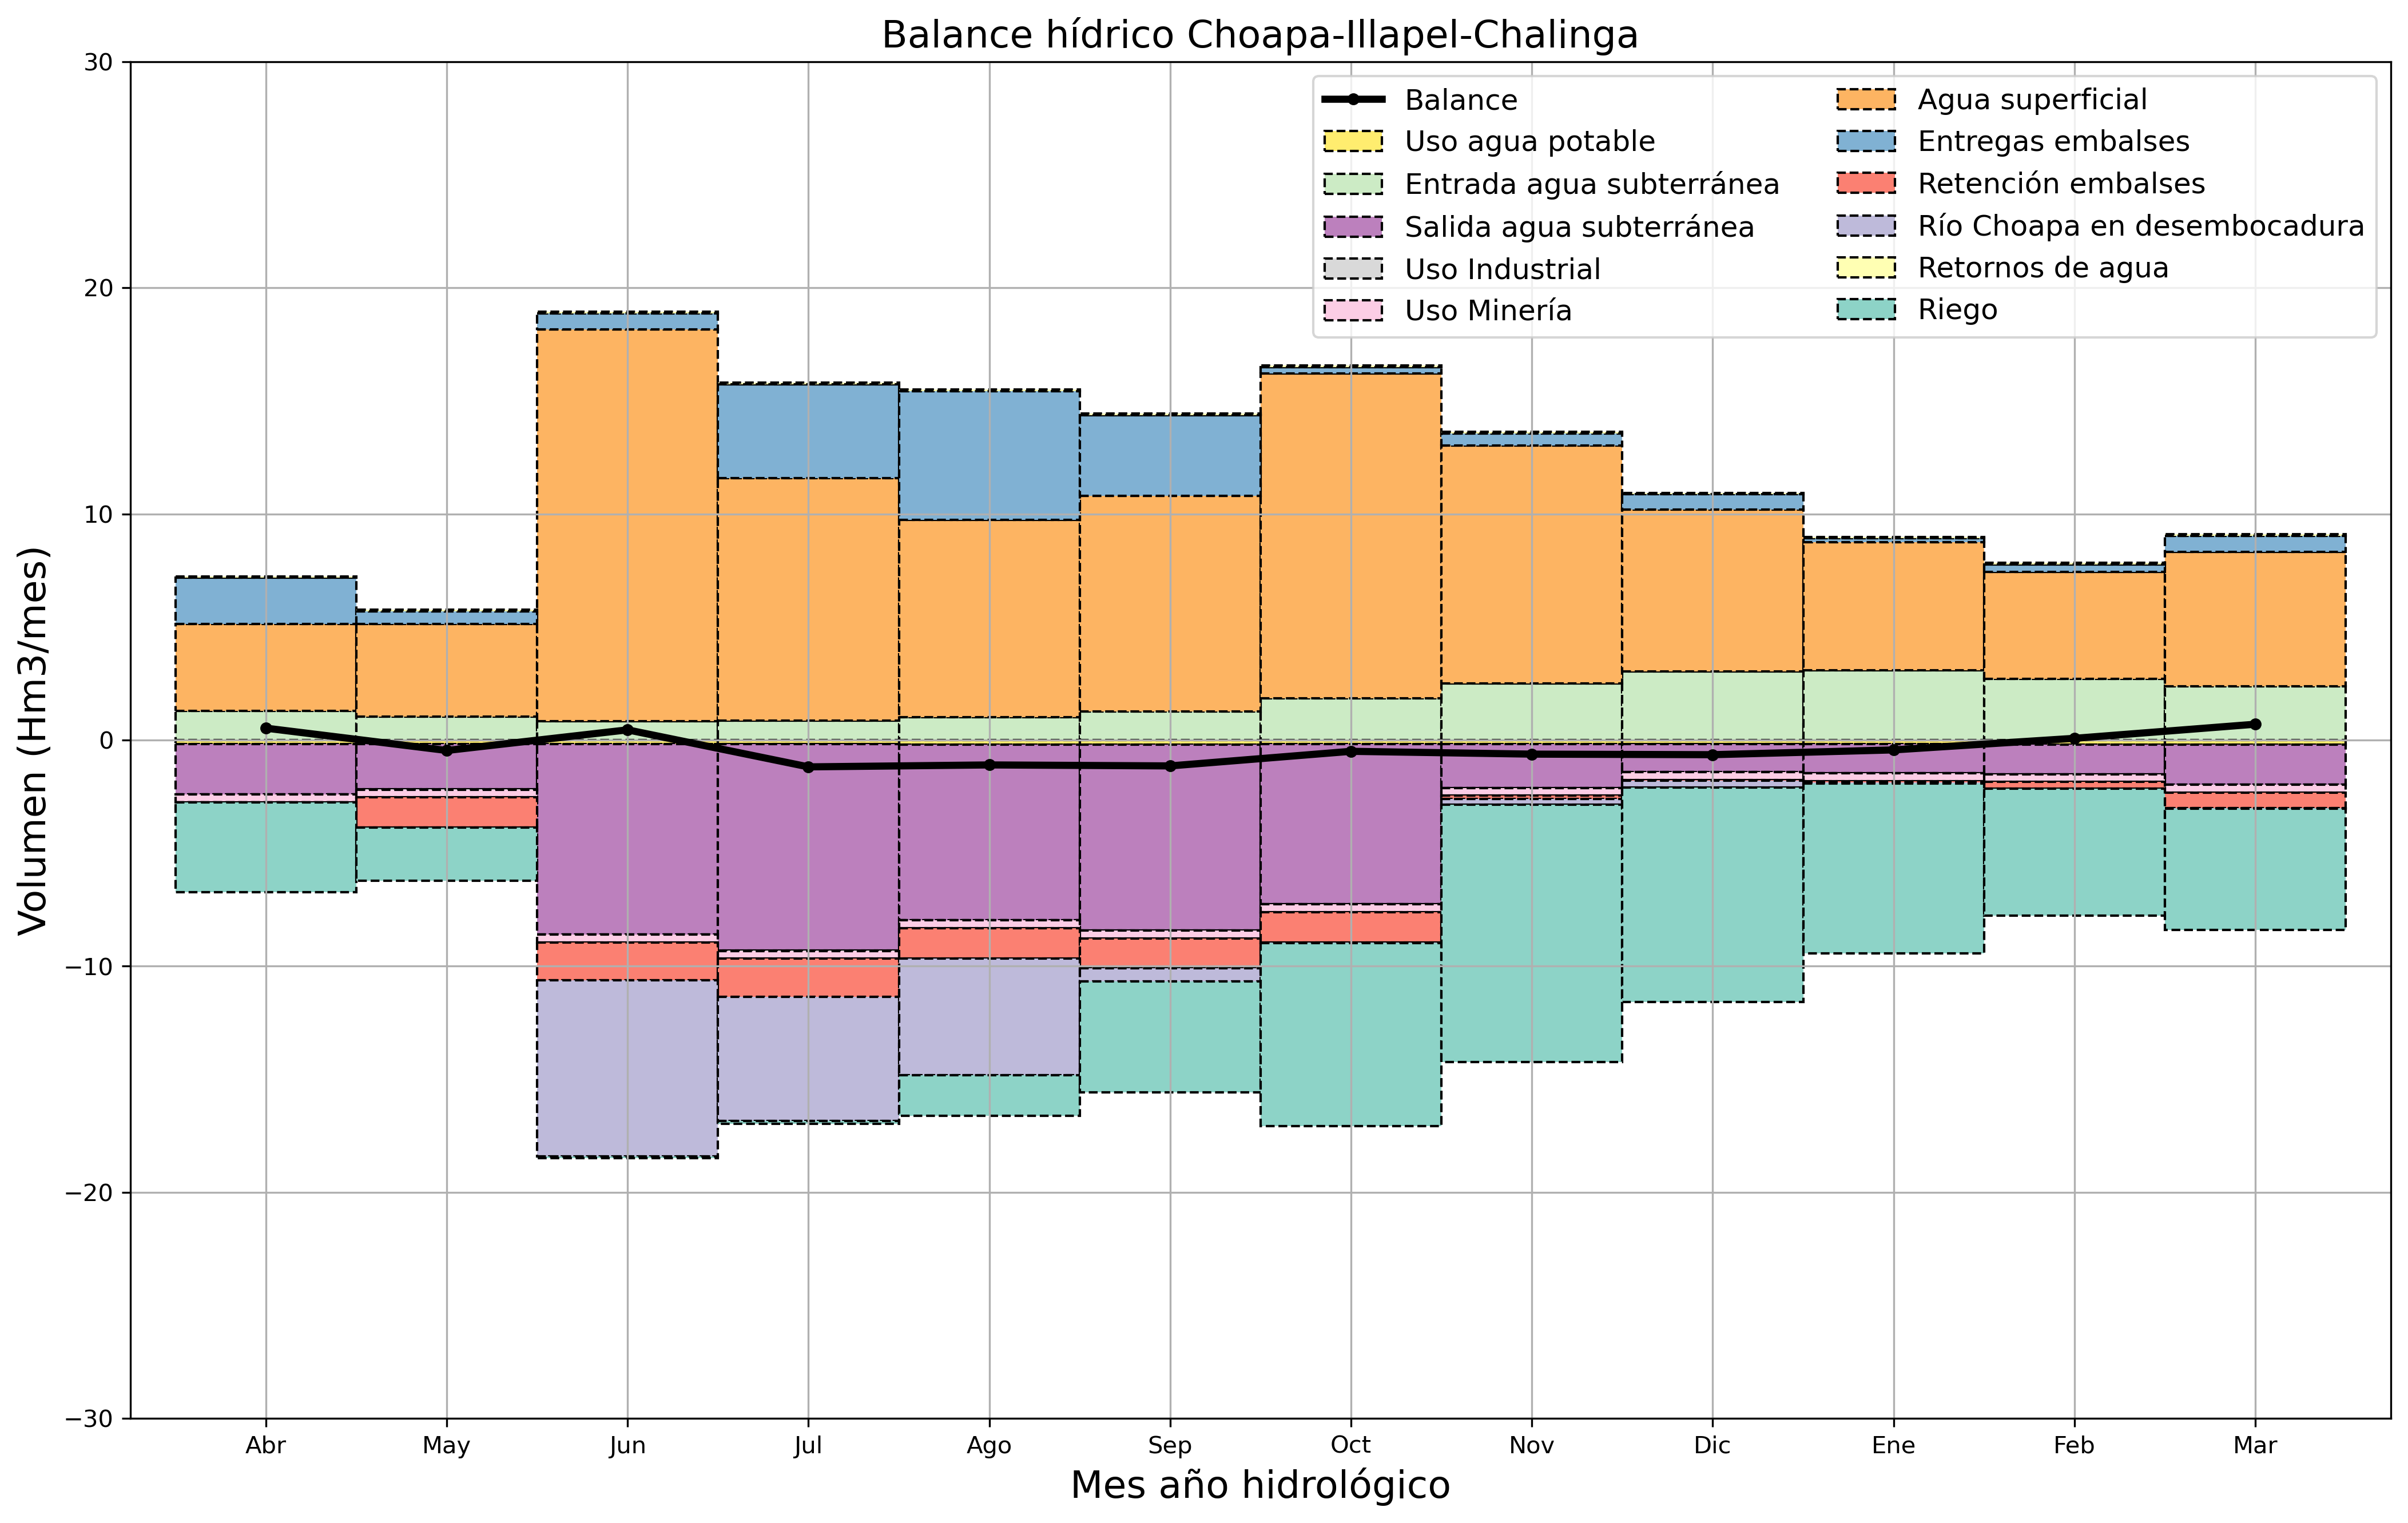 Balance hídrico Choapa-Illapel-Chalinga
Volumen (Hm3/mes)
30
20
10
0
−10
−20
−30
Balance
Uso agua potable
Entrada agua subterránea
Salida agua subterránea
Uso Industrial
Uso Minería
Agua superficial
Entregas embalses
Retención embalses
Río Choapa en desembocadura
Retornos de agua
Riego
Abr May Jun Jul Ago Sep Oct Nov Dic Ene Feb Mar
Mes año hidrológico